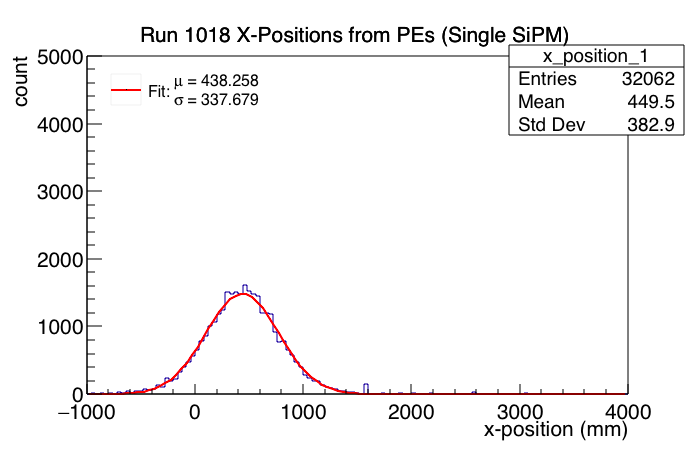 Run 1018 X-Positions from PEs (Single SiPM)
x_position_1
Entries 32062
Mean 449.5
Std Dev 382.9
Fit: μ = 438.258
σ = 337.679
count
5000
4000
3000
2000
1000
0
−1000 0 1000 2000 3000 4000
x-position (mm)